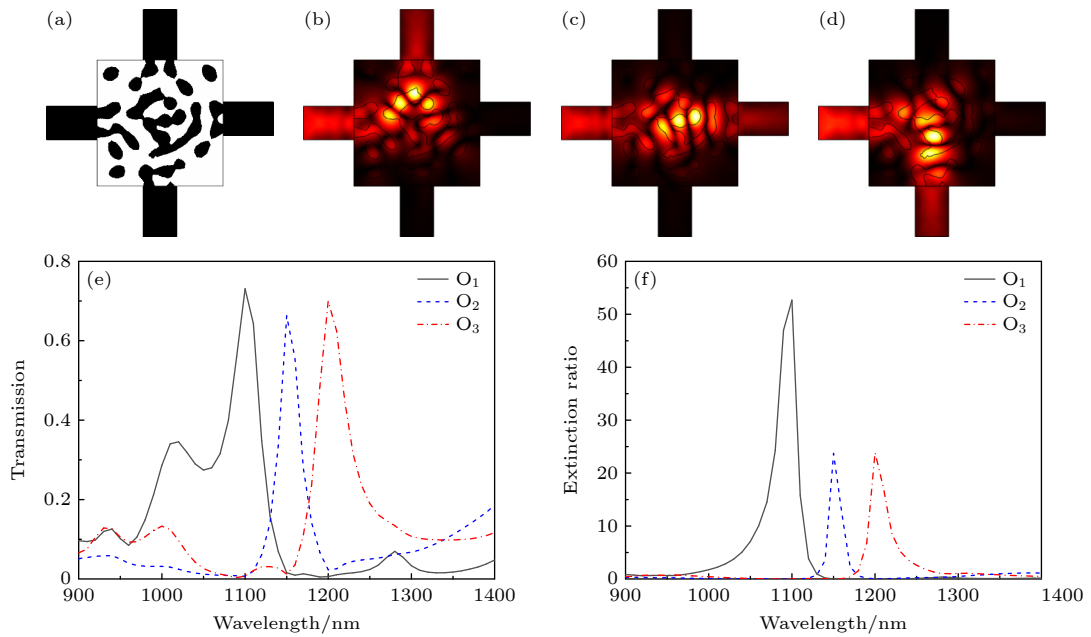 (a)
(b)
(c)
(d)
(e)
O₁
O₂
O₃
0.8
0.6
0.4
0.2
0
Transmission
900
1000
1100
1200
1300
1400
Wavelength/nm
(f)
O₁
O₂
O₃
60
50
40
30
20
10
0
Extinction ratio
900
1000
1100
1200
1300
1400
Wavelength/nm